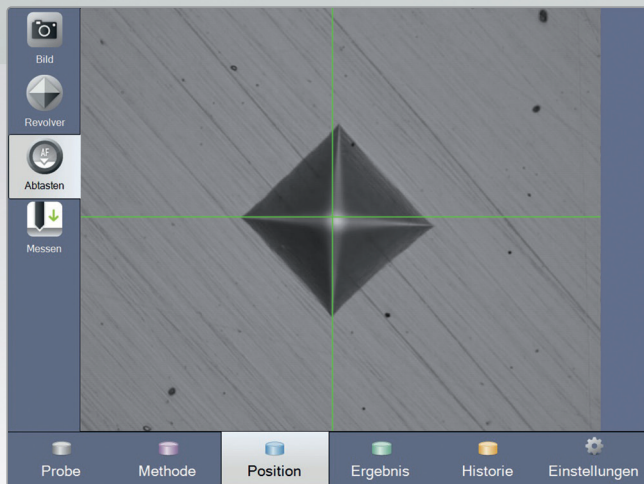 Bild
Revolver
AF
Abtasten
Messen
Probe
Methode
Position
Ergebnis
Historie
Einstellungen